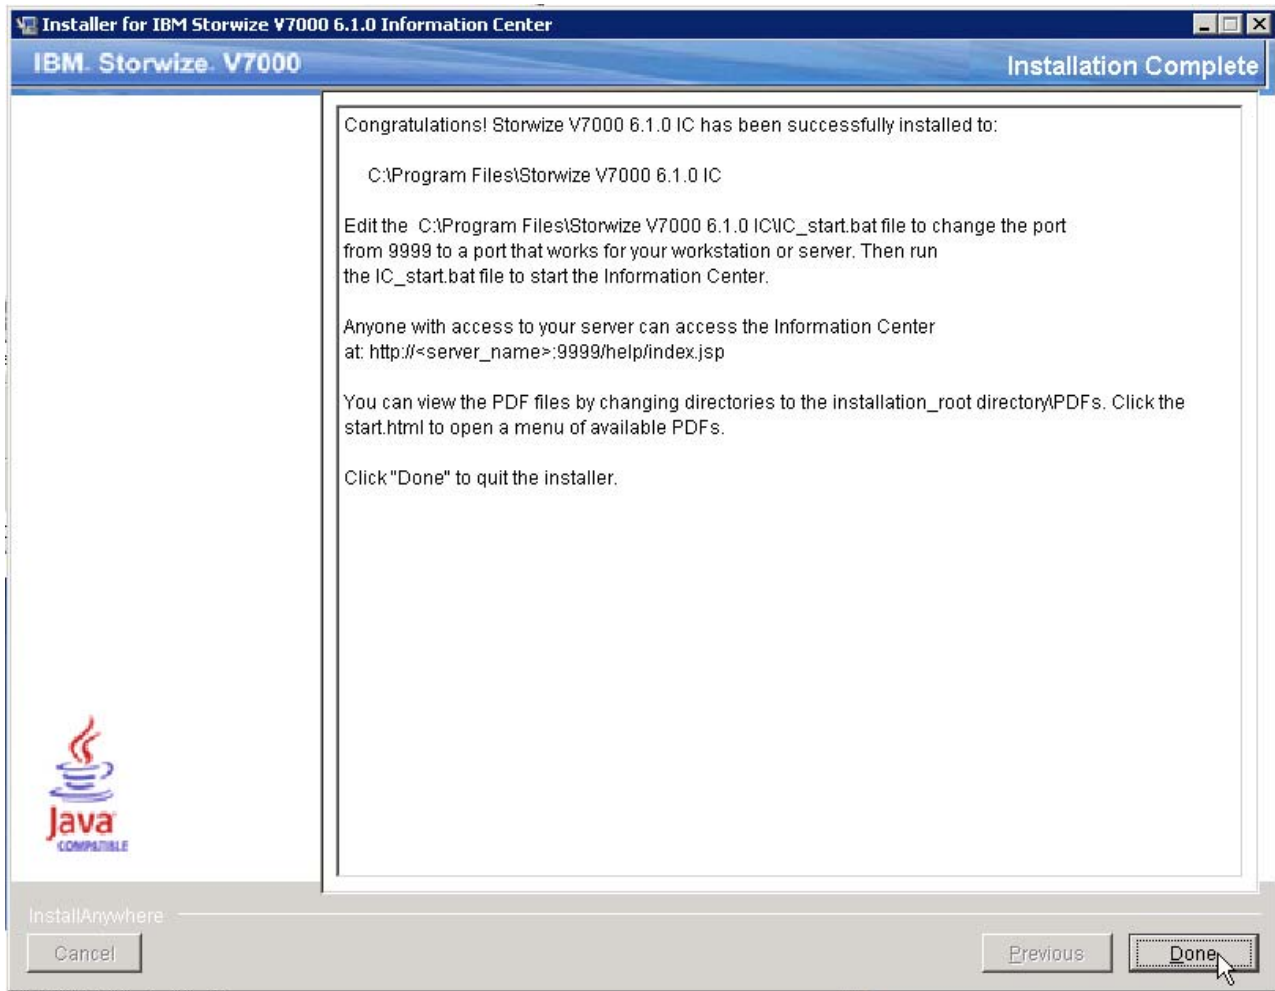 Installer for IBM Storwize V7000 6.1.0 Information Center
IBM. Storwize. V7000
Installation Complete
Congratulations! Storwize V7000 6.1.0 IC has been successfully installed to:
C:\Program Files\Storwize V7000 6.1.0 IC
Edit the C:\Program Files\Storwize V7000 6.1.0 IC\IC_start.bat file to change the port
from 9999 to a port that works for your workstation or server. Then run
the IC_start.bat file to start the Information Center.
Anyone with access to your server can access the Information Center
at: http://<server_name>:9999/help/index.jsp
You can view the PDF files by changing directories to the installation_root directory\PDFs. Click the
start.html to open a menu of available PDFs.
Click "Done" to quit the installer.
Java
COMPATIBLE
InstallAnywhere
Cancel
Previous
Done